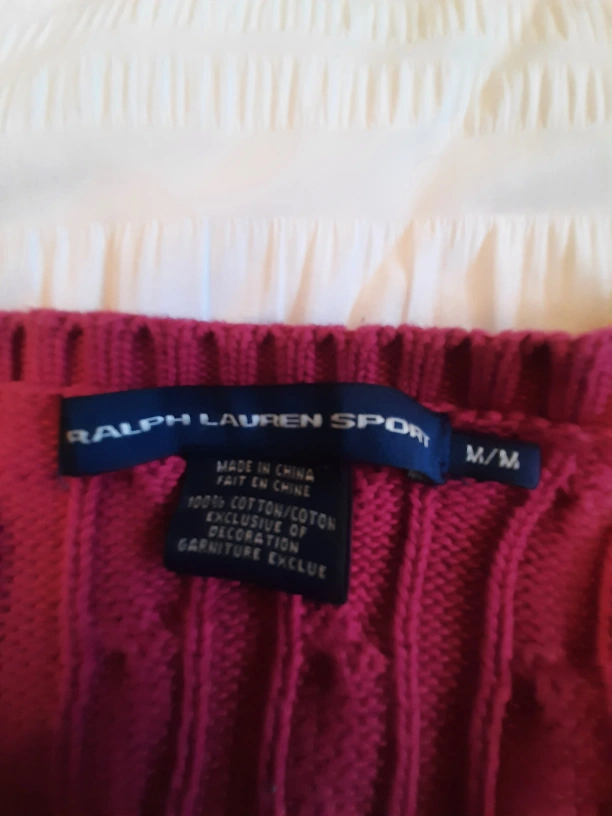 RALPH LAUREN SPORT
M/M
MADE IN CHINA
FAIT EN CHINE
100% COTTON/COTON
EXCLUSIVE OF
DECORATION
GARNITURE EXCLUE